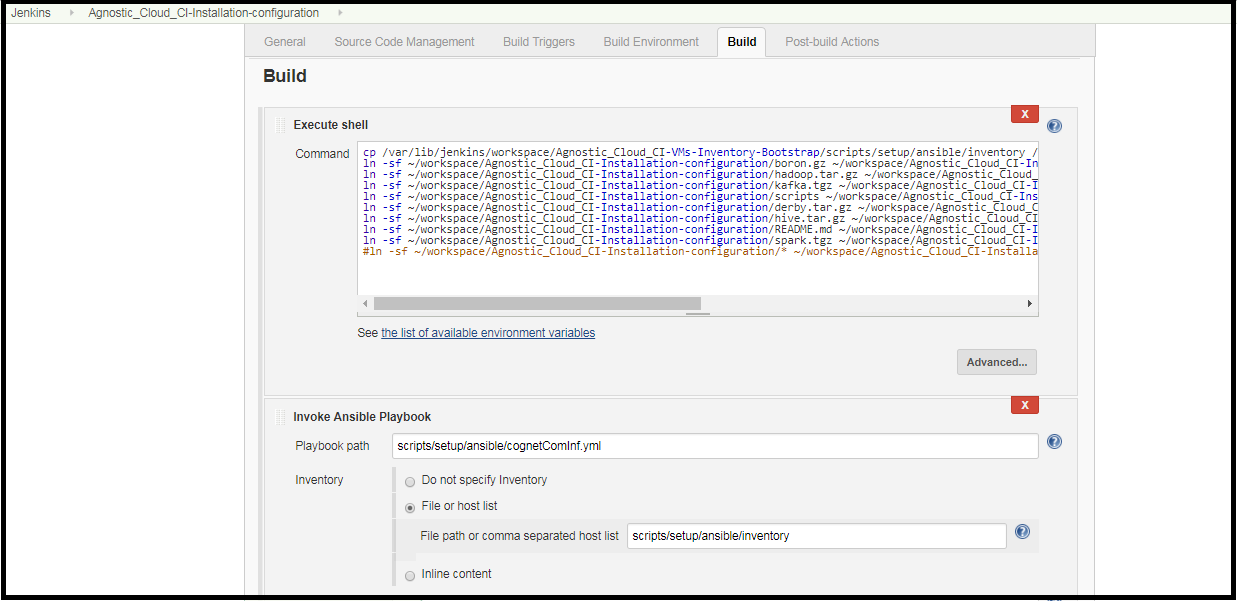 Jenkins Agnostic_Cloud_CI-Installation-configuration
General Source Code Management Build Triggers Build Environment Build Post-build Actions
Build
X
Execute shell
?
Command
cp /var/lib/jenkins/workspace/Agnostic_Cloud_CI-VMs-Inventory-Bootstrap/scripts/setup/ansible/inventory /
ln -sf ~/workspace/Agnostic_Cloud_CI-Installation-configuration/boron.gz ~/workspace/Agnostic_Cloud_CI-In
ln -sf ~/workspace/Agnostic_Cloud_CI-Installation-configuration/hadoop.tar.gz ~/workspace/Agnostic_Cloud_
ln -sf ~/workspace/Agnostic_Cloud_CI-Installation-configuration/kafka.tgz ~/workspace/Agnostic_Cloud_CI-I
ln -sf ~/workspace/Agnostic_Cloud_CI-Installation-configuration/scripts ~/workspace/Agnostic_Cloud_CI-Ins
ln -sf ~/workspace/Agnostic_Cloud_CI-Installation-configuration/derby.tar.gz ~/workspace/Agnostic_Cloud_C
ln -sf ~/workspace/Agnostic_Cloud_CI-Installation-configuration/hive.tar.gz ~/workspace/Agnostic_Cloud_CI
ln -sf ~/workspace/Agnostic_Cloud_CI-Installation-configuration/README.md ~/workspace/Agnostic_Cloud_CI-I
ln -sf ~/workspace/Agnostic_Cloud_CI-Installation-configuration/spark.tgz ~/workspace/Agnostic_Cloud_CI-I
#ln -sf ~/workspace/Agnostic_Cloud_CI-Installation-configuration/* ~/workspace/Agnostic_Cloud_CI-Installa
See the list of available environment variables
Advanced...
X
Invoke Ansible Playbook
Playbook path scripts/setup/ansible/cognetComInf.yml ?
Inventory Do not specify Inventory
File or host list
File path or comma separated host list scripts/setup/ansible/inventory ?
Inline content